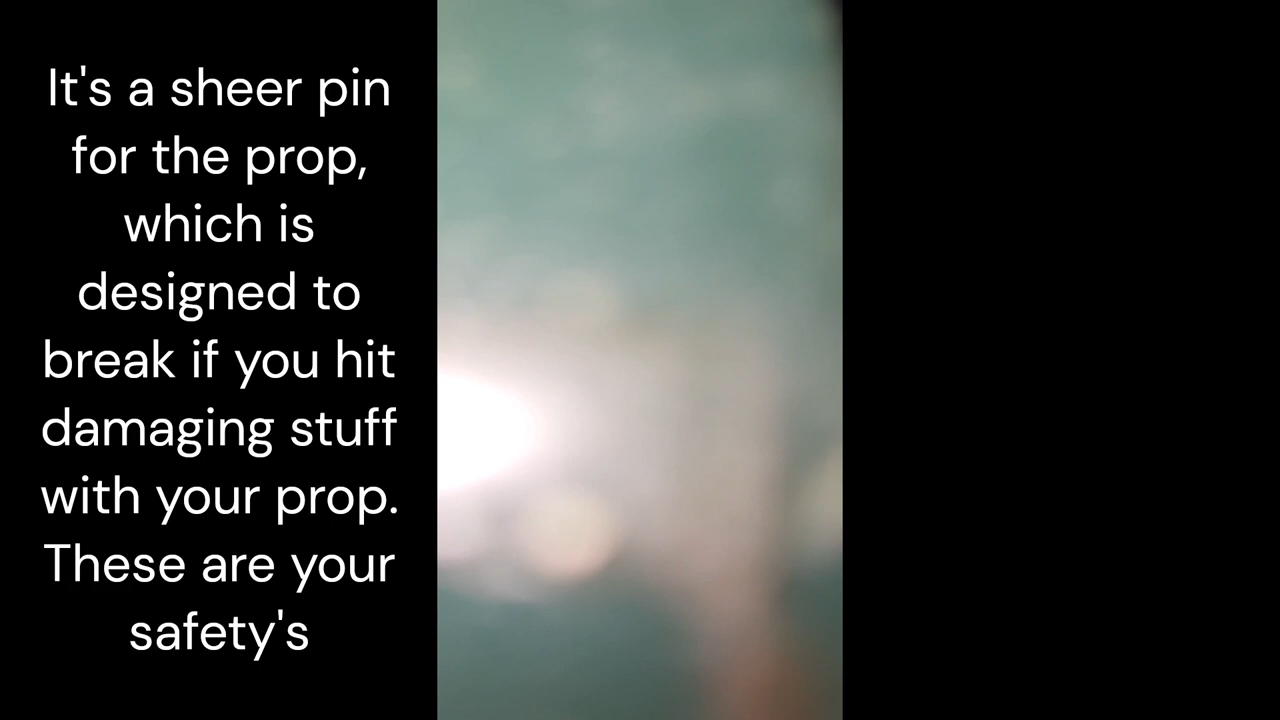 It's a sheer pin
for the prop,
which is
designed to
break if you hit
damaging stuff
with your prop.
These are your
safety's